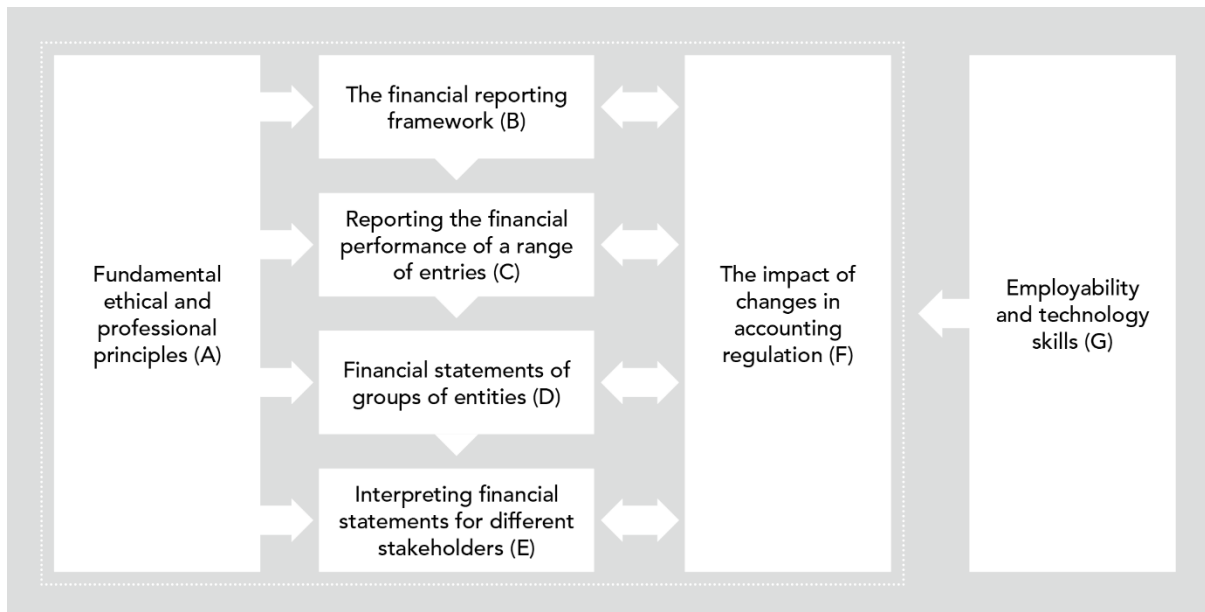 Fundamental
ethical and
professional
principles (A)
The financial reporting
framework (B)
Reporting the financial
performance of a range
of entries (C)
Financial statements of
groups of entities (D)
Interpreting financial
statements for different
stakeholders (E)
The impact of
changes in
accounting
regulation (F)
Employability
and technology
skills (G)